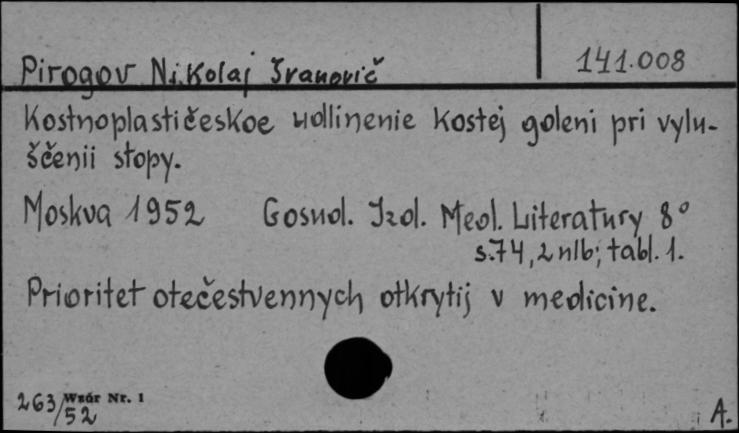 141.008
Pirogov Nikolaj Ivanovič
Kostnoplastičeskoe udlinenie kostej goleni pri vylu-
ščenii stopy.
Moskva 1952 Gosud. Izd. Med. Literatury 8°
s.74, 2 nlb; tabl. 1.
Prioritet otečestvennych otkrytij v medicine.
Wzór Nr. 1
263/52
A.